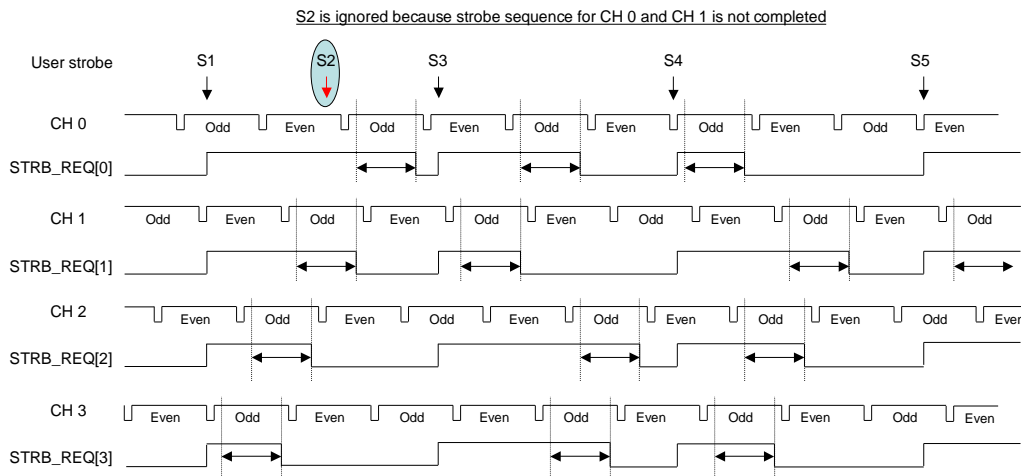 S2 is ignored because strobe sequence for CH 0 and CH 1 is not completed
User strobe S1 S2 S3 S4 S5
CH 0 Odd Even Odd Even Odd Even Odd Even Odd Even
STRB_REQ[0]
CH 1 Odd Even Odd Even Odd Even Odd Even Odd Even Odd
STRB_REQ[1]
CH 2 Even Odd Even Odd Even Odd Even Odd Even Odd Even
STRB_REQ[2]
CH 3 Even Odd Even Odd Even Odd Even Odd Even Odd Even
STRB_REQ[3]